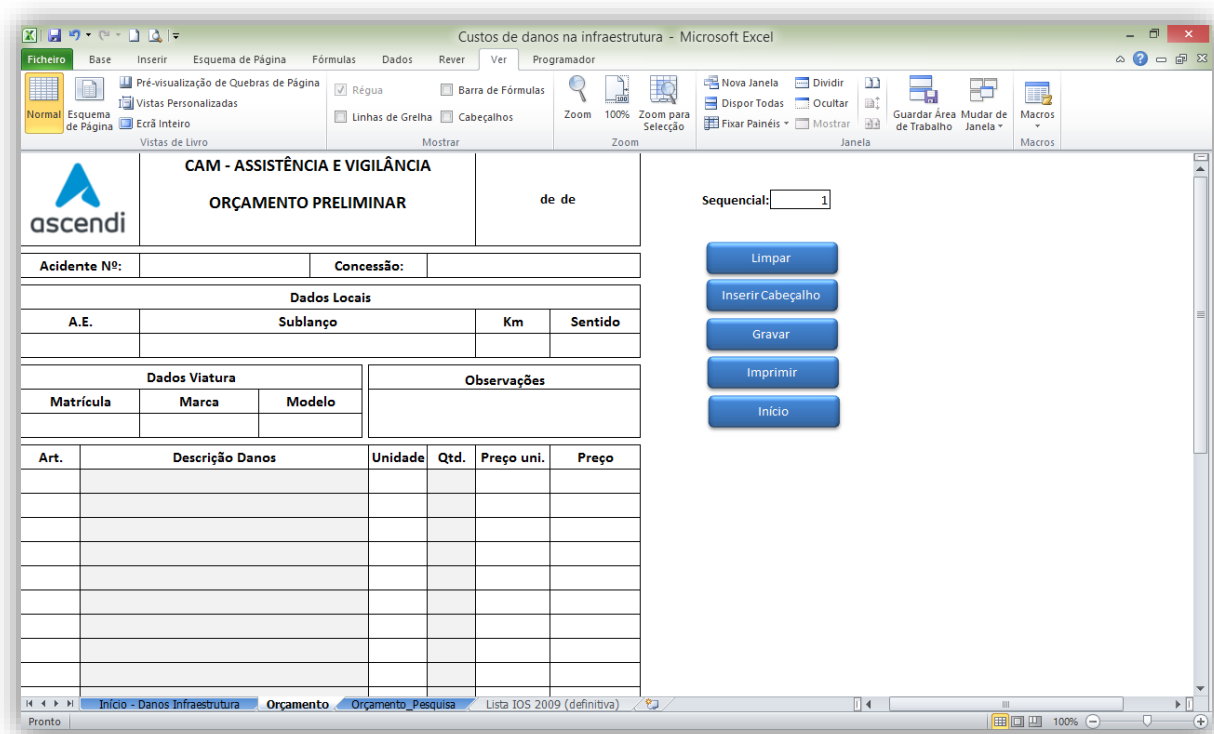 Custos de danos na infraestrutura - Microsoft Excel
Ficheiro Base Inserir Esquema de Página Fórmulas Dados Rever Ver Programador
Normal
Esquema de Página
Pré-visualização de Quebras de Página
Vistas Personalizadas
Ecrã Inteiro
Vistas de Livro
Régua
Barra de Fórmulas
Linhas de Grelha
Cabeçalhos
Mostrar
Zoom
100%
Zoom para
Selecção
Zoom
Nova Janela
Dispor Todas
Fixar Painéis
Dividir
Ocultar
Mostrar
Guardar Área
de Trabalho
Mudar de
Janela
Janela
Macros
Macros
ascendi
CAM - ASSISTÊNCIA E VIGILÂNCIA
ORÇAMENTO PRELIMINAR
de de
Sequencial: 1
Acidente Nº: Concessão:
Dados Locais
A.E. Sublanço Km Sentido
Dados Viatura Observações
Matrícula Marca Modelo
Art. Descrição Danos Unidade Qtd. Preço uni. Preço
Limpar
Inserir Cabeçalho
Gravar
Imprimir
Início
Início - Danos Infraestrutura Orçamento Orçamento_Pesquisa Lista IOS 2009 (definitiva)
Pronto 100%